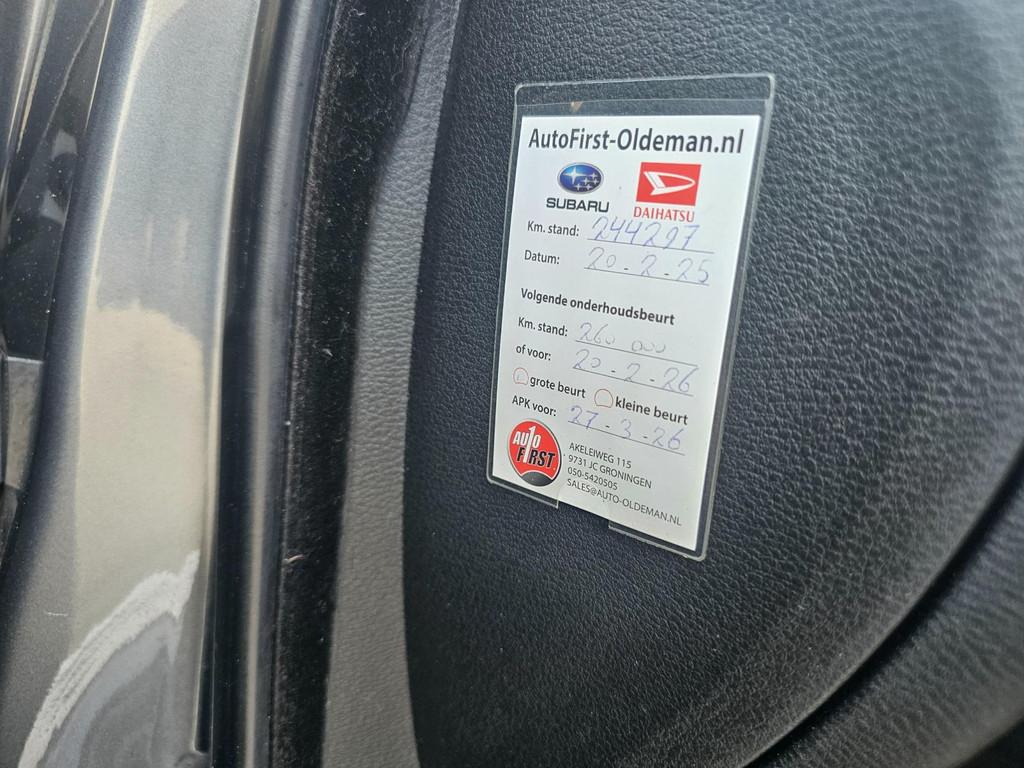 AutoFirst-Oldeman.nl
SUBARU
DAIHATSU
Km. stand: 244297
Datum: 20-2-25
Volgende onderhoudsbeurt
Km. stand: 260 000
of voor: 20-2-26
grote beurt kleine beurt
APK voor: 27-3-26
AUTO FIRST
AKELEIWEG 115
9731 JC GRONINGEN
050-5420505
SALES@AUTO-OLDEMAN.NL